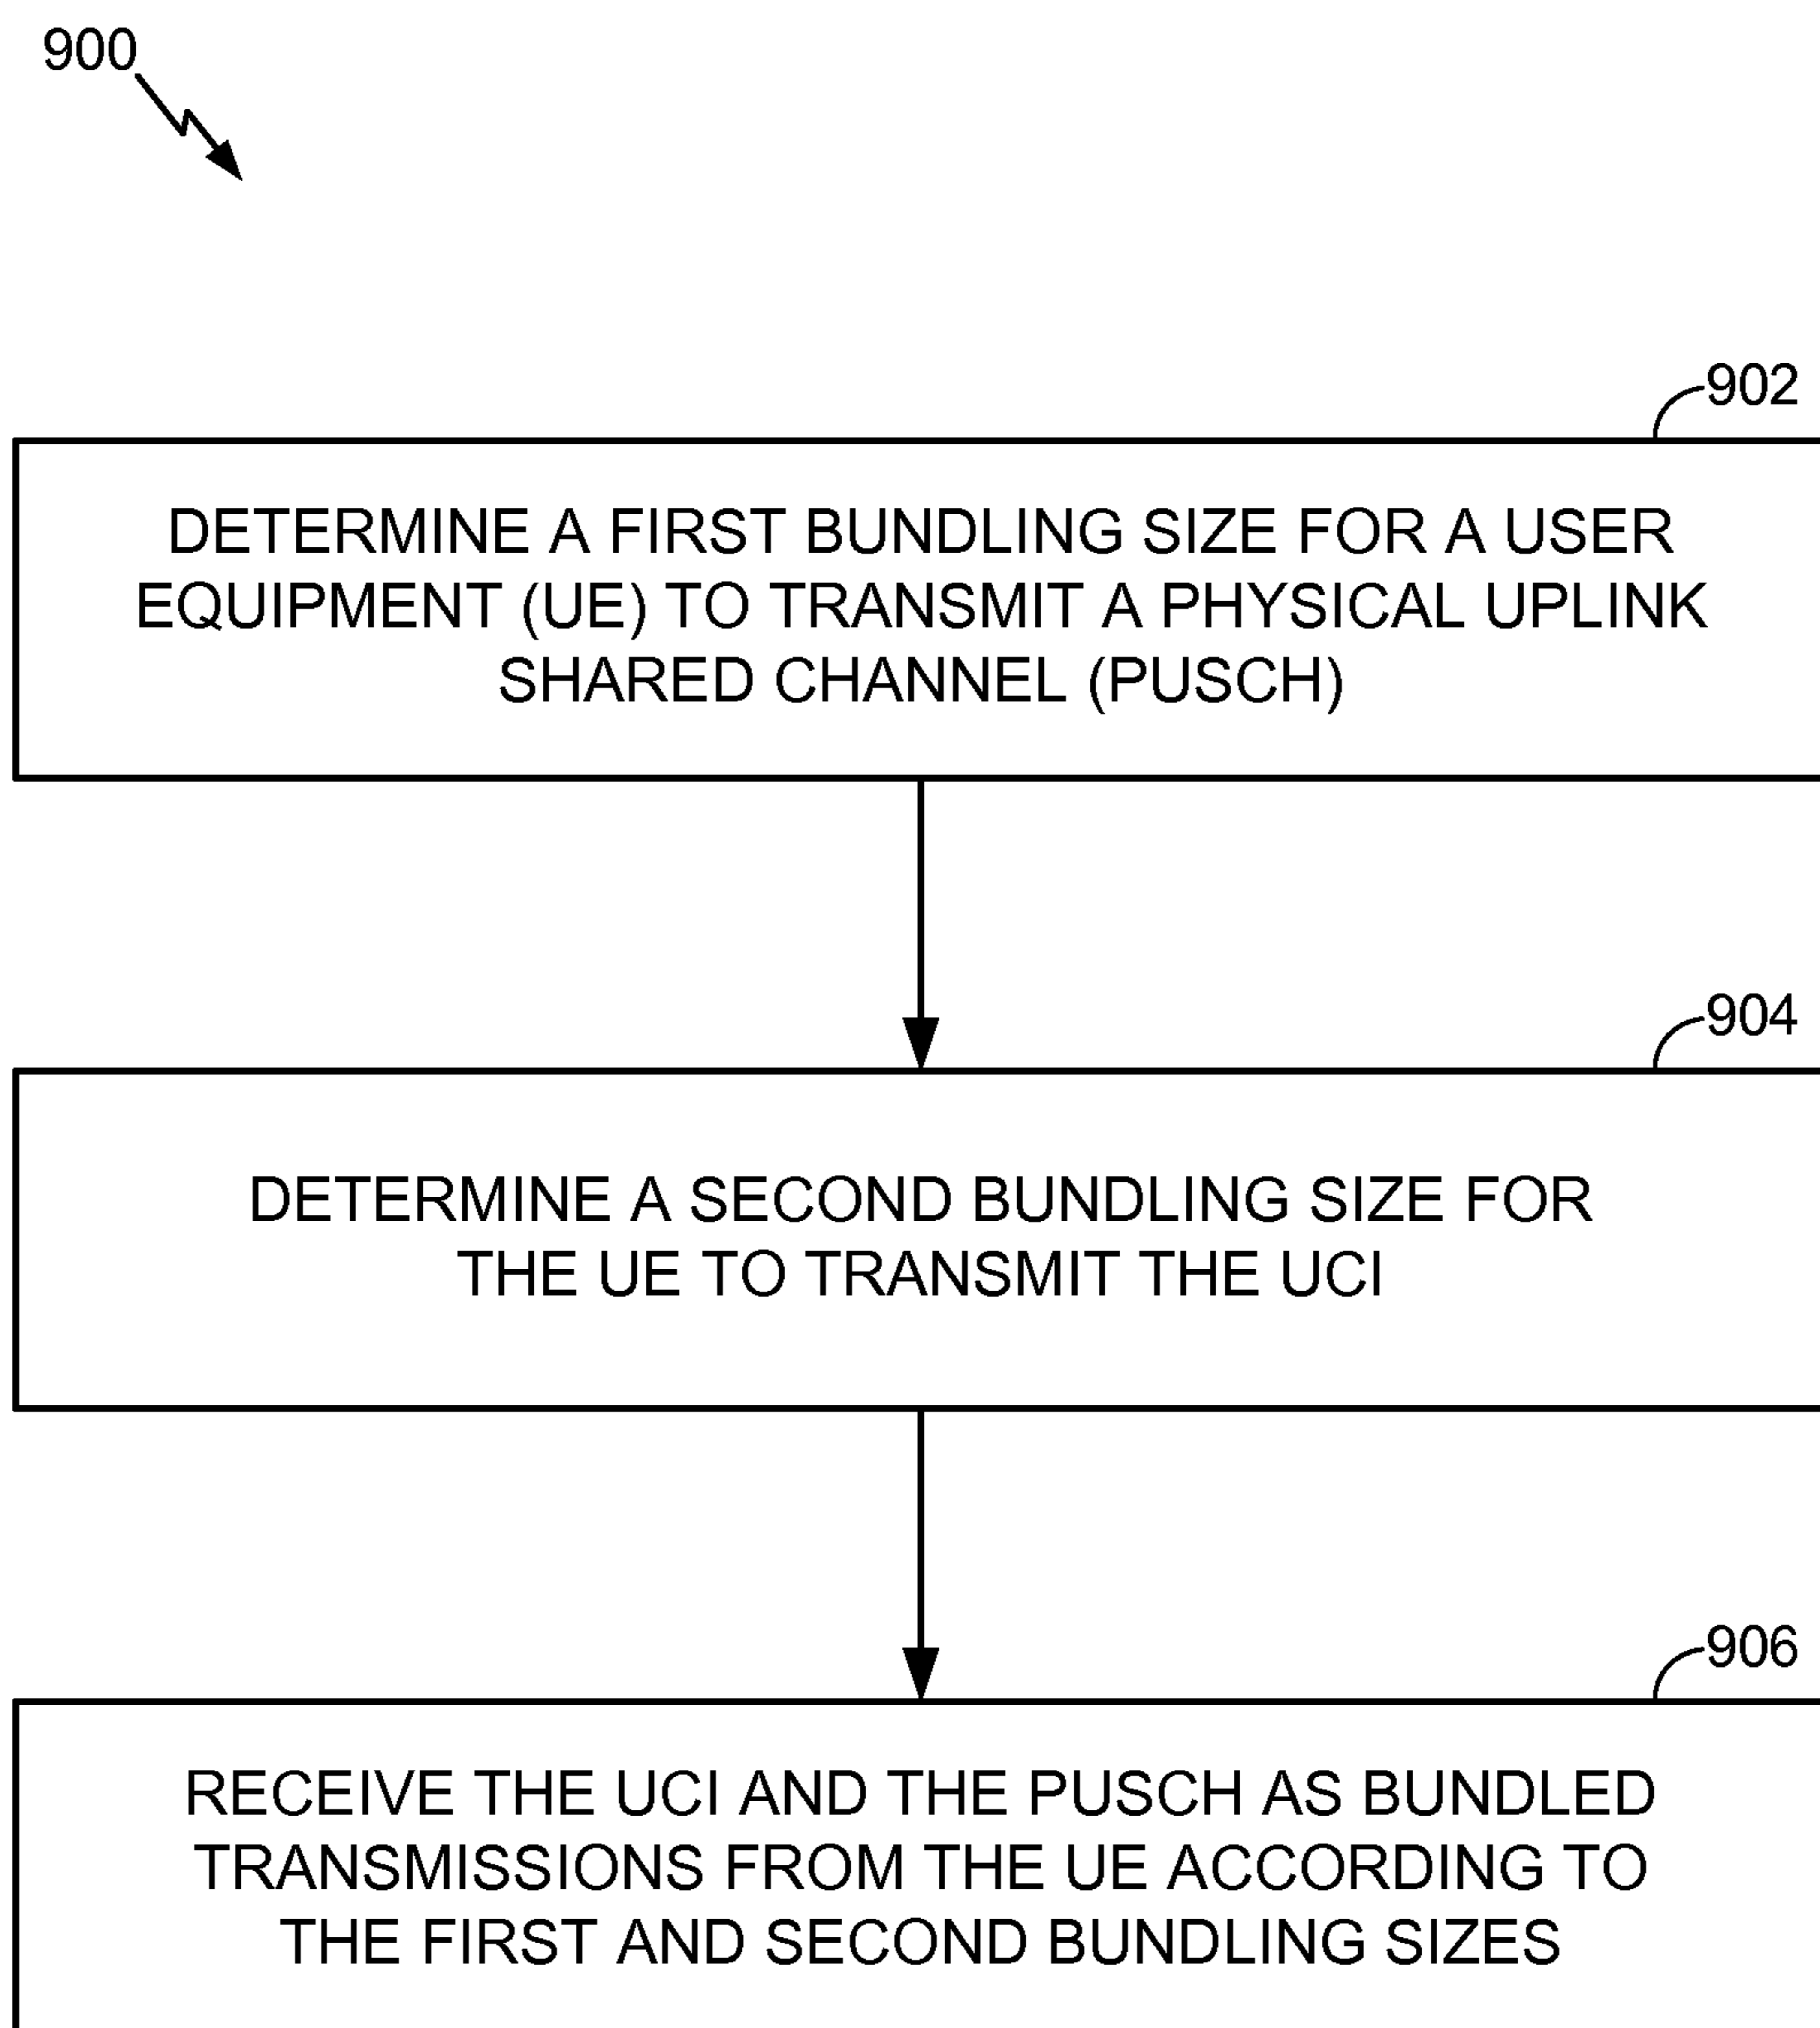 900
902
DETERMINE A FIRST BUNDLING SIZE FOR A USER
EQUIPMENT (UE) TO TRANSMIT A PHYSICAL UPLINK
SHARED CHANNEL (PUSCH)
904
DETERMINE A SECOND BUNDLING SIZE FOR
THE UE TO TRANSMIT THE UCI
906
RECEIVE THE UCI AND THE PUSCH AS BUNDLED
TRANSMISSIONS FROM THE UE ACCORDING TO
THE FIRST AND SECOND BUNDLING SIZES